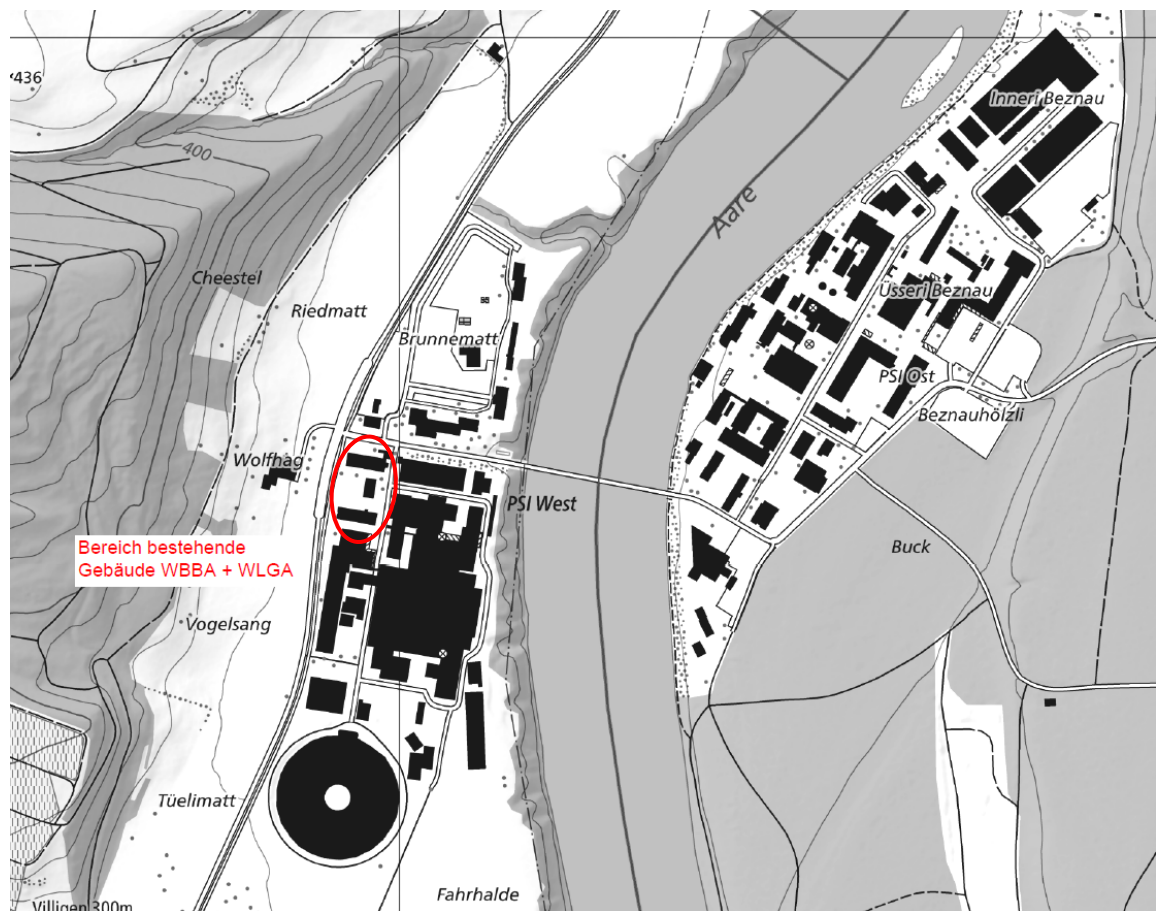 436
Inneri Beznau
400
Aare
Cheestel
Riedmatt
Üsseri Beznau
Brunnematt
PSI Ost
Beznauhölzli
Wolfhag
PSI West
Bereich bestehende
Gebäude WBBA + WLGA
Buck
Vogelsang
Tüelimatt
Fahrhalde
Villigen 300m